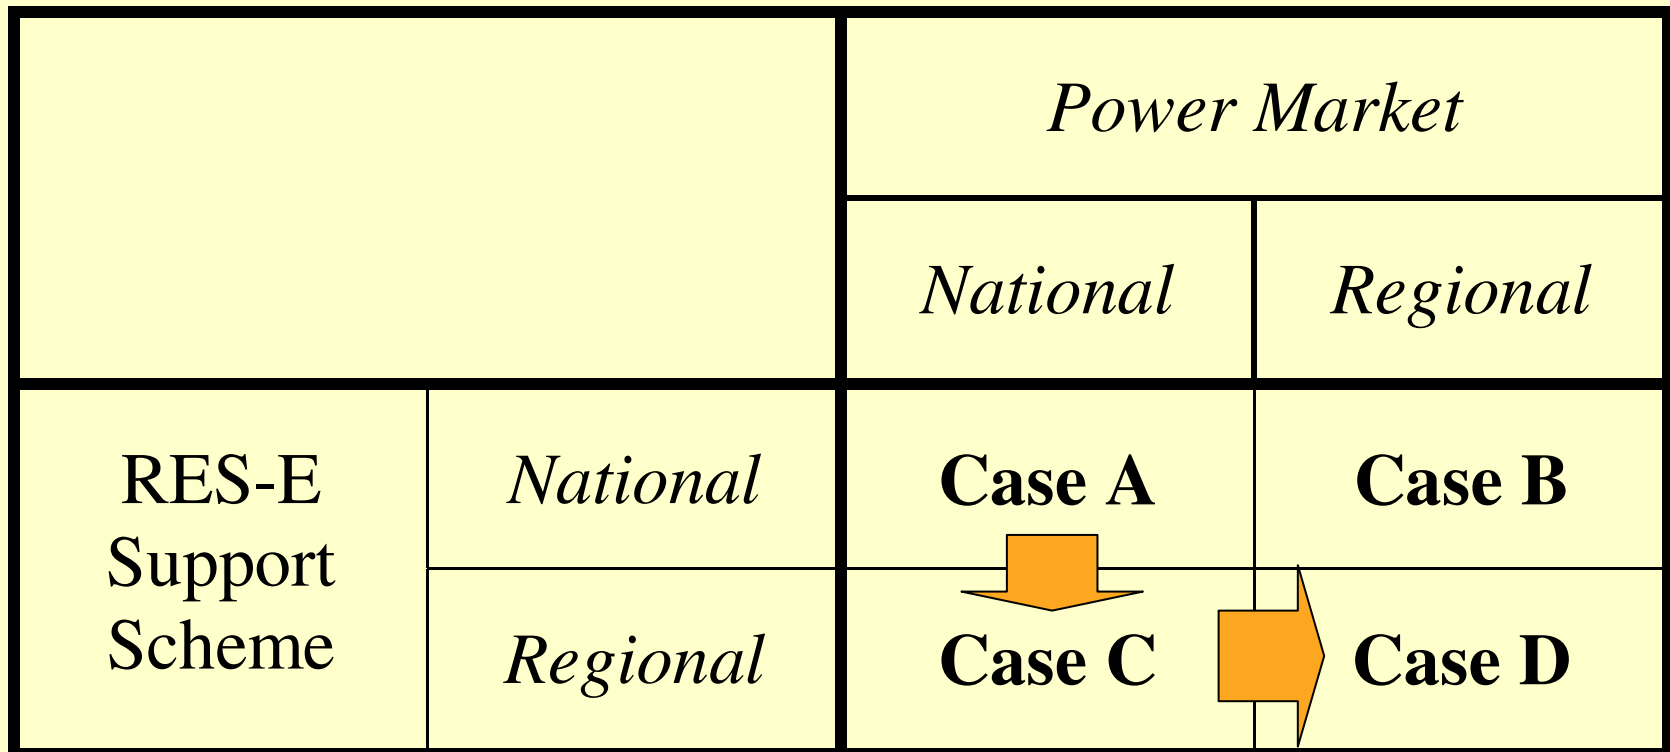 Power Market
National
Regional
RES-E
Support
Scheme
National
Case A
Case B
Regional
Case C
Case D